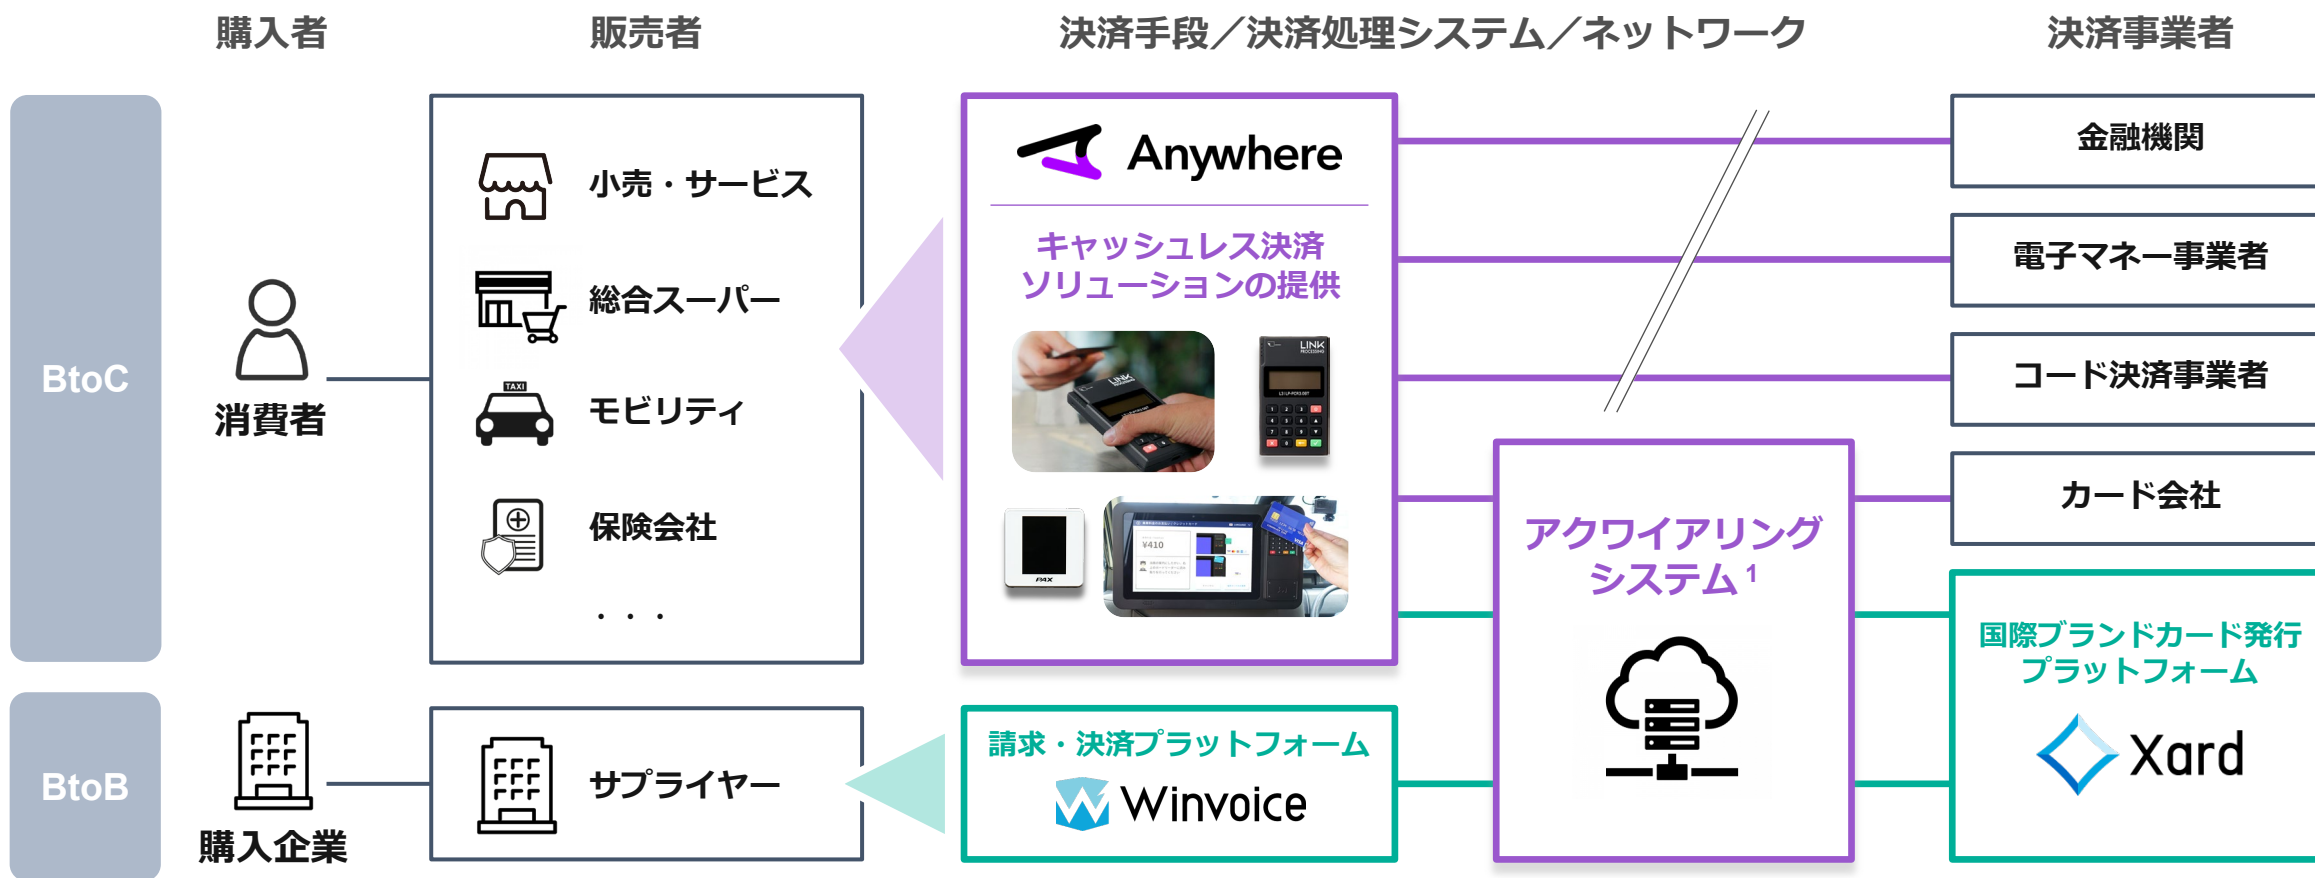 購入者
販売者
決済手段／決済処理システム／ネットワーク
決済事業者
BtoC
消費者
小売・サービス
総合スーパー
TAXI
モビリティ
保険会社
・・・
Anywhere
キャッシュレス決済
ソリューションの提供
LINK
PROCESSING
LINK
PROCESSING
¥410
PAX
金融機関
電子マネー事業者
コード決済事業者
カード会社
アクワイアリング
システム 1
国際ブランドカード発行
プラットフォーム
Xard
BtoB
購入企業
サプライヤー
請求・決済プラットフォーム
Winvoice